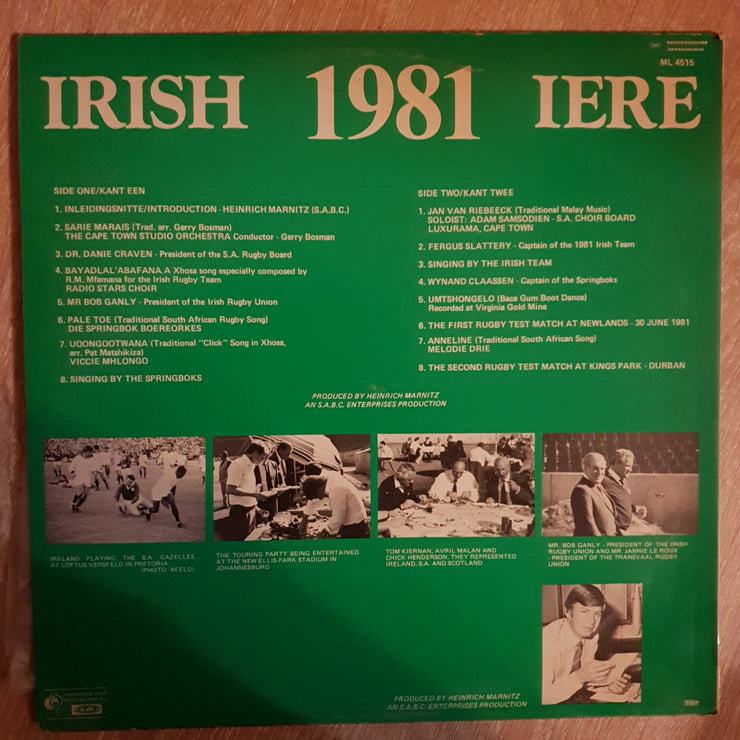 ML 4515
IRISH 1981 IERE
SIDE ONE/KANT EEN
1. INLEIDINGSNITTE/INTRODUCTION - HEINRICH MARNITZ (S.A.B.C.)
2. SARIE MARAIS (Trad. arr. Gerry Bosman)
THE CAPE TOWN STUDIO ORCHESTRA Conductor - Gerry Bosman
3. DR. DANIE CRAVEN - President of the S.A. Rugby Board
4. BAYADLAL'ABAFANA. A Xhosa song especially composed by
R.M. Mfamana for the Irish Rugby Team
RADIO STARS CHOIR
5. MR BOB GANLY - President of the Irish Rugby Union
6. PALE TOE (Traditional South African Rugby Song)
DIE SPRINGBOK BOEREORKES
7. UQONGQOTWANA (Traditional "Click" Song in Xhosa,
arr. Pat Matshikiza)
VICCIE MHLONGO
8. SINGING BY THE SPRINGBOKS
SIDE TWO/KANT TWEE
1. JAN VAN RIEBEECK (Traditional Malay Music)
SOLOIST: ADAM SAMSODIEN - S.A. CHOIR BOARD
LUXURAMA, CAPE TOWN
2. FERGUS SLATTERY - Captain of the 1981 Irish Team
3. SINGING BY THE IRISH TEAM
4. WYNAND CLAASSEN - Captain of the Springboks
5. UMTSHONGELO (Baca Gum Boot Dance)
Recorded at Virginia Gold Mine
6. THE FIRST RUGBY TEST MATCH AT NEWLANDS - 30 JUNE 1981
7. ANNELINE (Traditional South African Song)
MELODIE DRIE
8. THE SECOND RUGBY TEST MATCH AT KINGS PARK - DURBAN
PRODUCED BY HEINRICH MARNITZ
AN S.A.B.C. ENTERPRISES PRODUCTION
IRELAND PLAYING THE S.A. GAZELLES
AT LOFTUS VERSFELD IN PRETORIA
(PHOTO BEELD)
THE TOURING PARTY BEING ENTERTAINED
AT THE NEW ELLIS-PARK STADIUM IN
JOHANNESBURG
TOM KIERNAN, AVRIL MALAN AND
CHICK HENDERSON. THEY REPRESENTED
IRELAND, S.A. AND SCOTLAND
MR. BOB GANLY - PRESIDENT OF THE IRISH
RUGBY UNION AND MR. JANNIE LE ROUX
- PRESIDENT OF THE TRANSVAAL RUGBY
UNION
marketed and
distributed by
PRODUCED BY HEINRICH MARNITZ
AN S.A.B.C. ENTERPRISES PRODUCTION